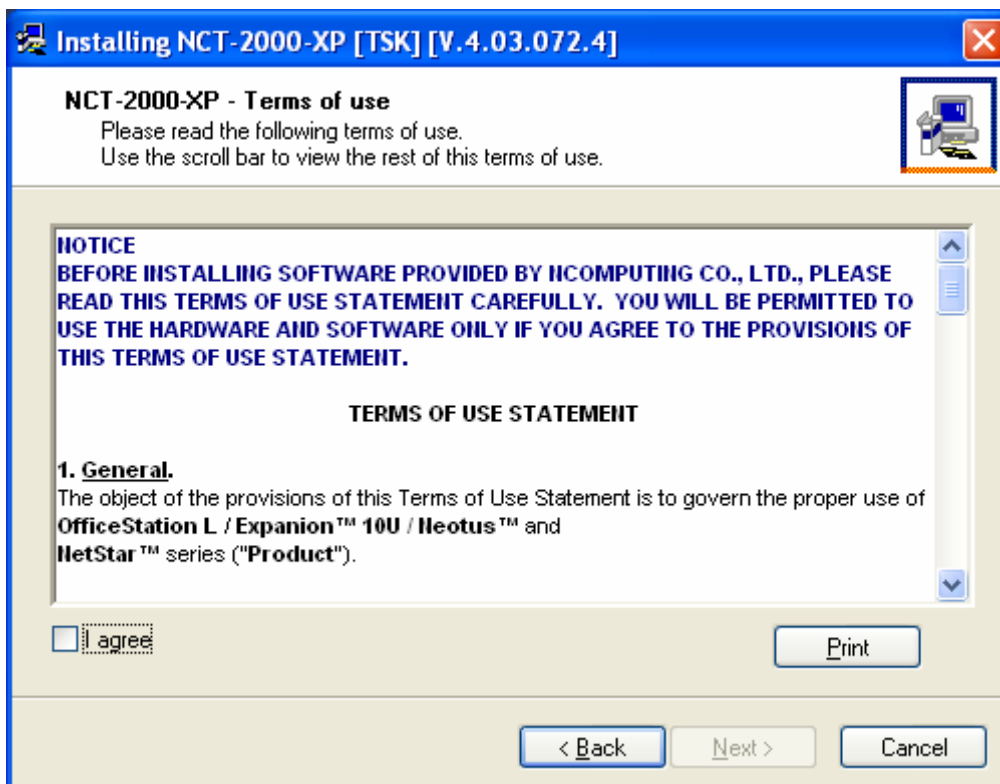 Installing NCT-2000-XP [TSK] [V.4.03.072.4]
NCT-2000-XP - Terms of use
Please read the following terms of use.
Use the scroll bar to view the rest of this terms of use.
NOTICE
BEFORE INSTALLING SOFTWARE PROVIDED BY NCOMPUTING CO., LTD., PLEASE
READ THIS TERMS OF USE STATEMENT CAREFULLY.  YOU WILL BE PERMITTED TO
USE THE HARDWARE AND SOFTWARE ONLY IF YOU AGREE TO THE PROVISIONS OF
THIS TERMS OF USE STATEMENT.
TERMS OF USE STATEMENT
1. General.
The object of the provisions of this Terms of Use Statement is to govern the proper use of
OfficeStation L / Expanion™ 10U / Neotus™ and
NetStar™ series ("Product").
I agree
Print
< Back
Next >
Cancel